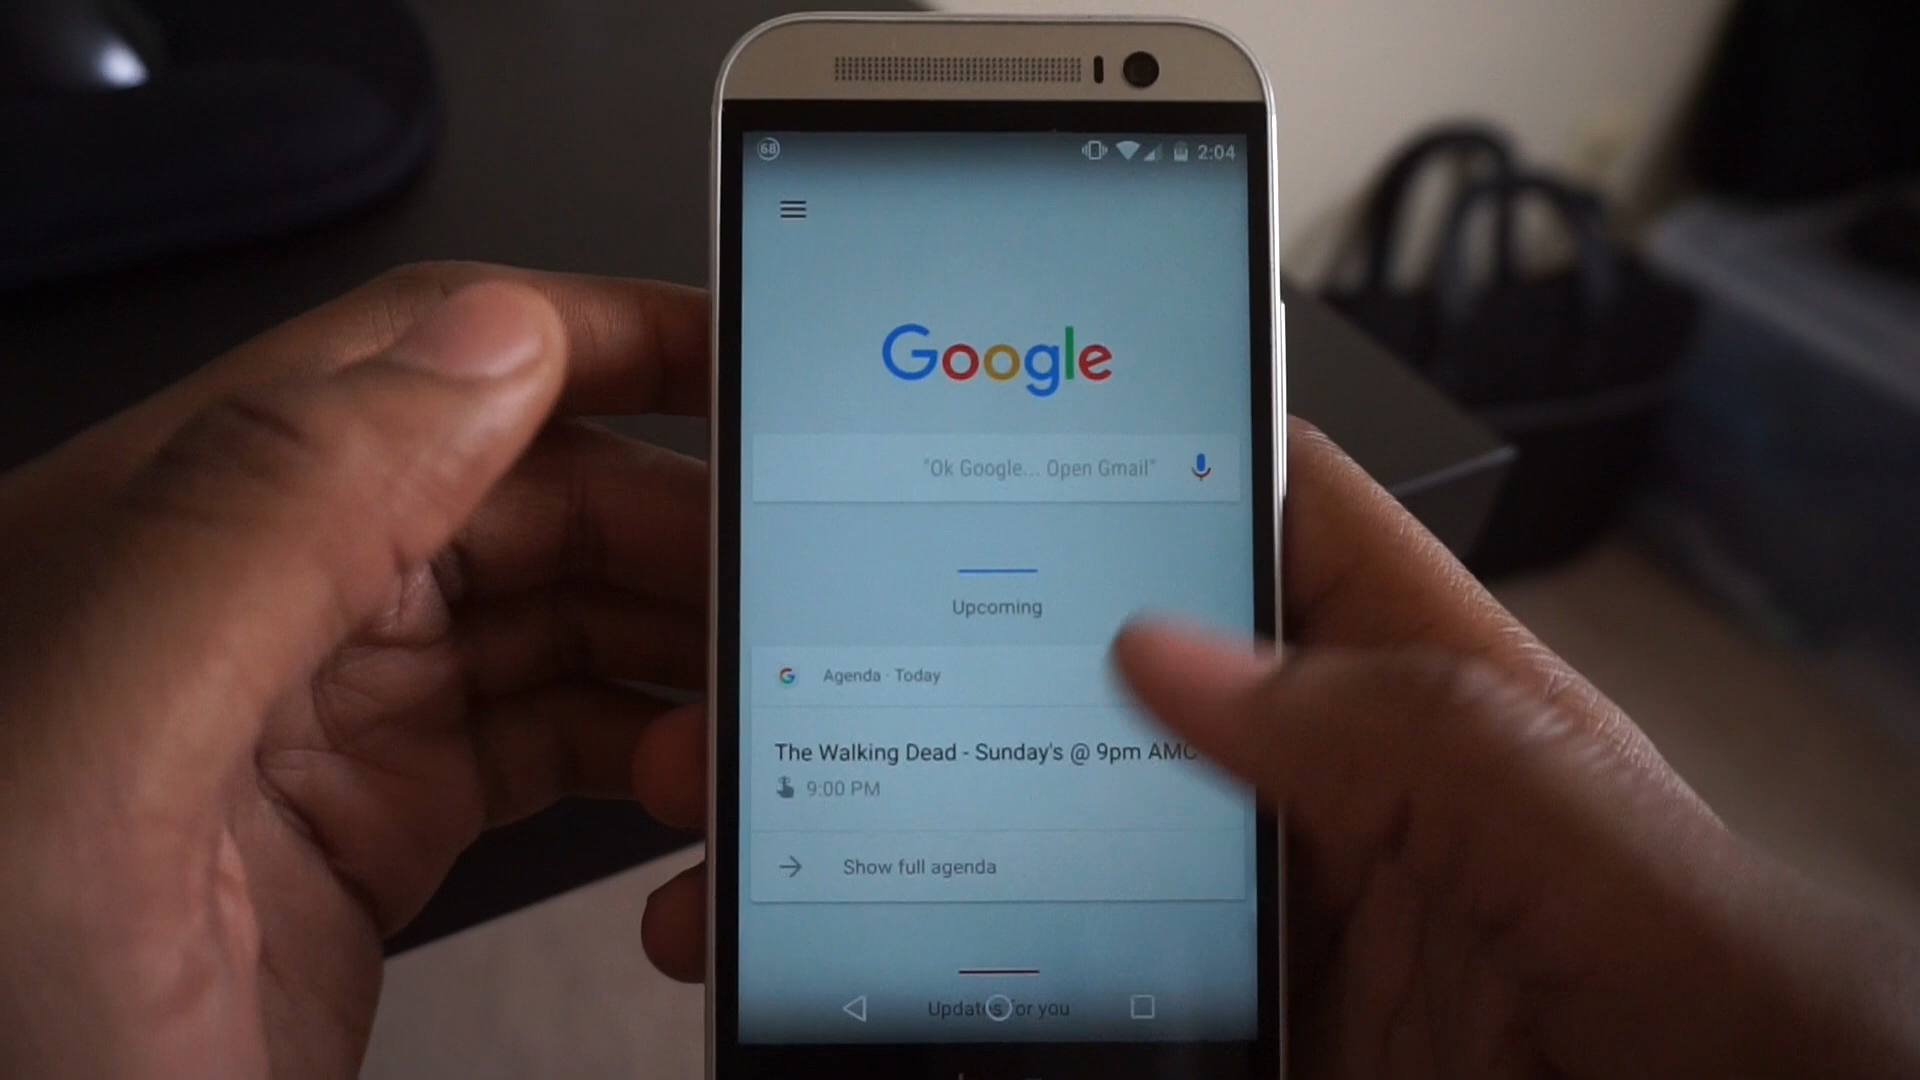 68 2:04
Google
"Ok Google... Open Gmail"
Upcoming
G Agenda · Today
The Walking Dead - Sunday's @ 9pm AMC
9:00 PM
Show full agenda
Updates for you